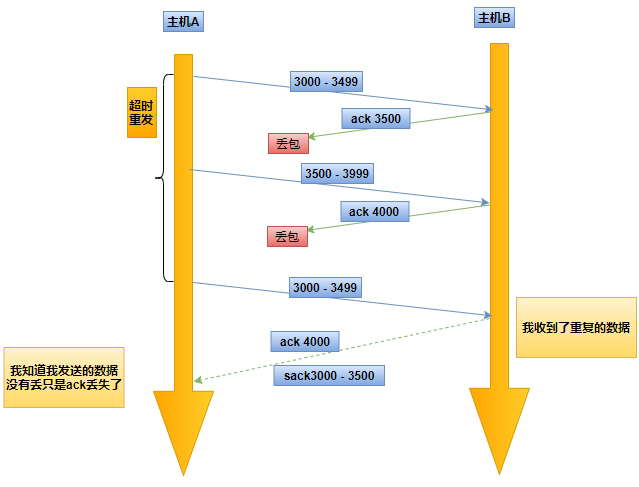 主机A
主机B
3000 - 3499
超时
重发
ack 3500
丢包
3500 - 3999
ack 4000
丢包
3000 - 3499
我收到了重复的数据
ack 4000
我知道我发送的数据
没有丢只是ack丢失了
sack3000 - 3500